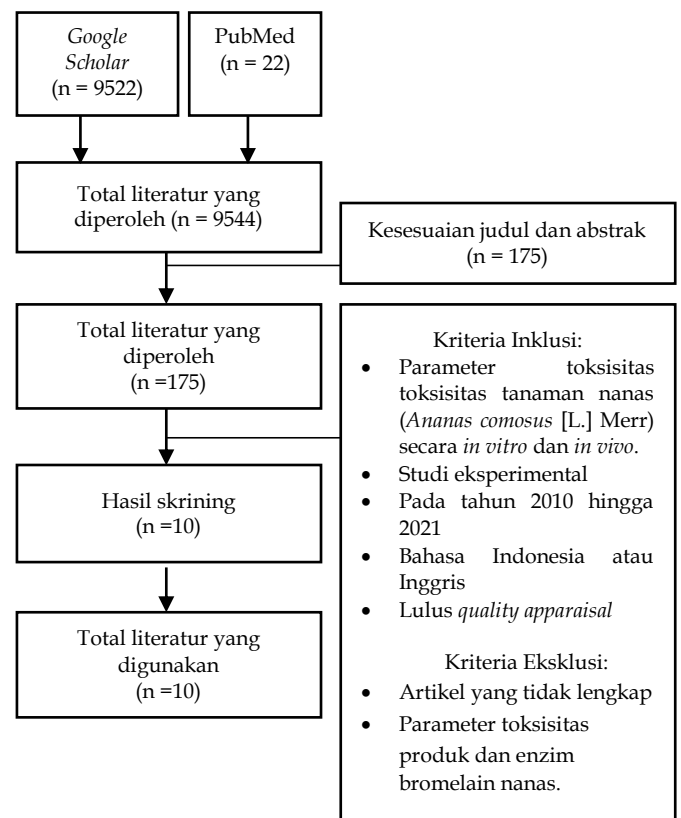 Google
Scholar
(n = 9522)
PubMed
(n = 22)
Total literatur yang
diperoleh (n = 9544)
Kesesuaian judul dan abstrak
(n = 175)
Total literatur yang
diperoleh
(n =175)
Kriteria Inklusi:
• Parameter toksisitas
toksisitas tanaman nanas
(Ananas comosus [L.] Merr)
secara in vitro dan in vivo.
• Studi eksperimental
• Pada tahun 2010 hingga
2021
• Bahasa Indonesia atau
Inggris
• Lulus quality apparaisal
Kriteria Eksklusi:
• Artikel yang tidak lengkap
• Parameter toksisitas
produk dan enzim
bromelain nanas.
Hasil skrining
(n =10)
Total literatur yang
digunakan
(n =10)